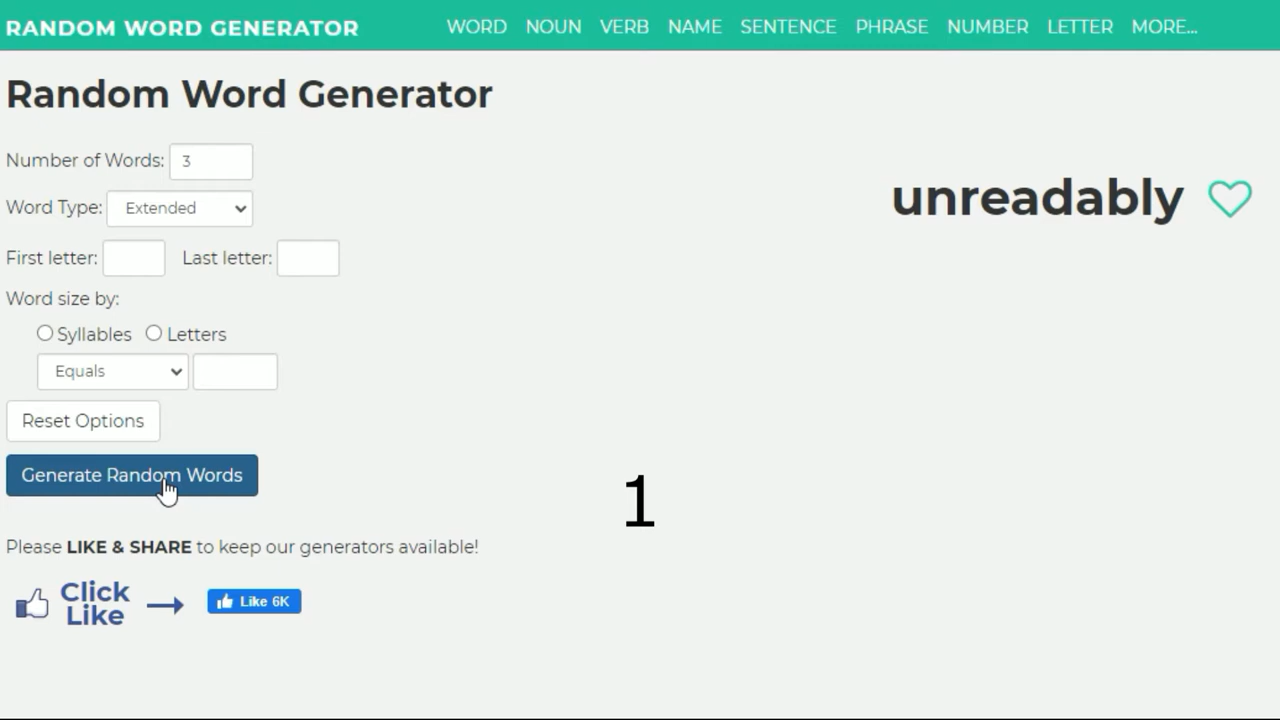 RANDOM WORD GENERATOR WORD NOUN VERB NAME SENTENCE PHRASE NUMBER LETTER MORE...
Random Word Generator
Number of Words: 3
Word Type: Extended
unreadably
First letter: Last letter:
Word size by:
Syllables Letters
Equals
Reset Options
Generate Random Words
1
Please LIKE & SHARE to keep our generators available!
Click
Like
Like 6K